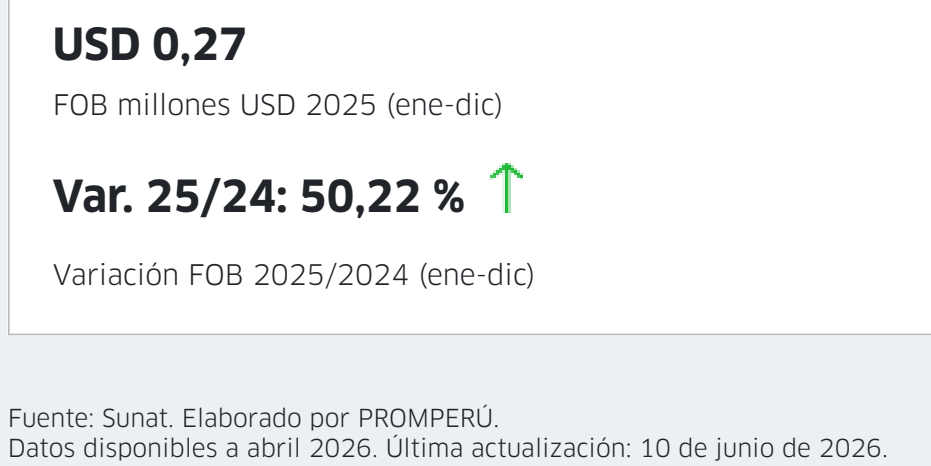 USD 0,27
FOB millones USD 2025 (ene-dic)
Var. 25/24: 50,22 %
Variación FOB 2025/2024 (ene-dic)
Fuente: Sunat. Elaborado por PROMPERÚ.
Datos disponibles a abril 2026. Última actualización: 10 de junio de 2026.